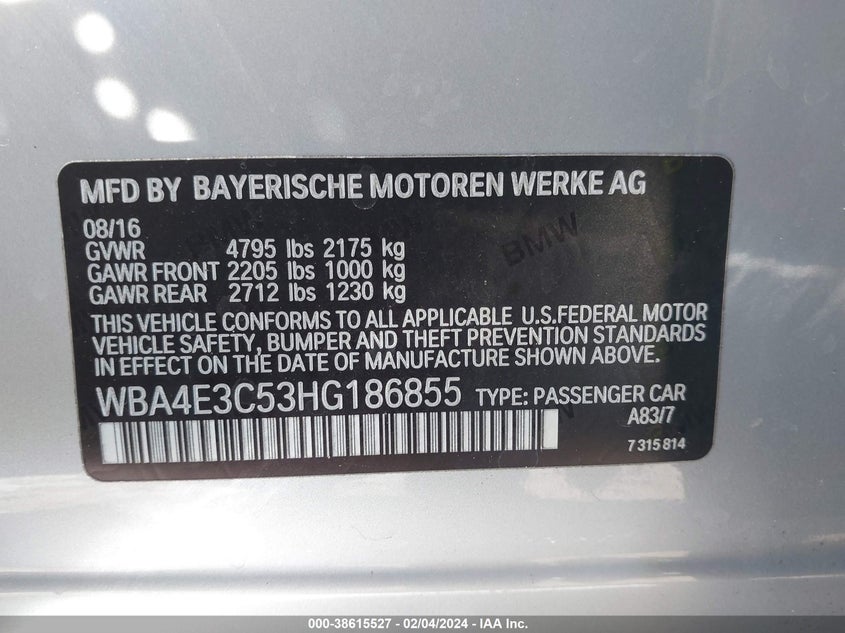 MFD BY BAYERISCHE MOTOREN WERKE AG
08/16
GVWR 4795 lbs 2175 kg
GAWR FRONT 2205 lbs 1000 kg
GAWR REAR 2712 lbs 1230 kg
THIS VEHICLE CONFORMS TO ALL APPLICABLE U.S.FEDERAL MOTOR
VEHICLE SAFETY, BUMPER AND THEFT PREVENTION STANDARDS
IN EFFECT ON THE DATE OF MANUFACTURE SHOWN ABOVE.
WBA4E3C53HG186855 TYPE: PASSENGER CAR
A83/7
7 315 814
BMW
000-38615527 - 02/04/2024 - IAA Inc.